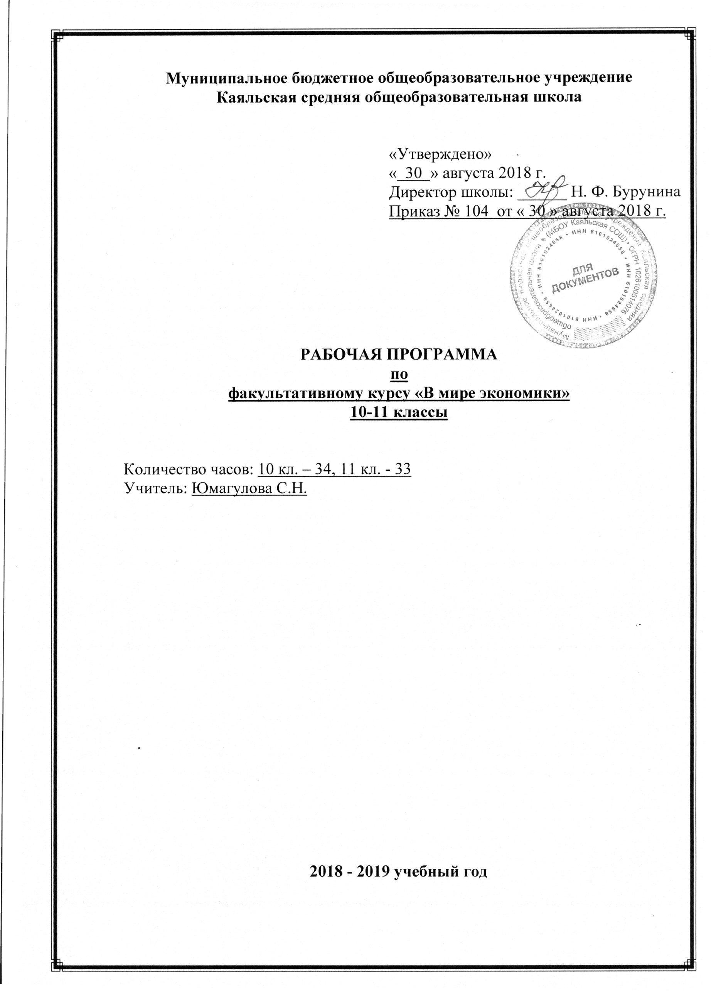 Муниципальное бюджетное общеобразовательное учреждение
Каяльская средняя общеобразовательная школа
«Утверждено»
« 30 » августа 2018 г.
Директор школы: ______ Н. Ф. Бурунина
Приказ № 104 от « 30 » августа 2018 г.
Муниципальное бюджетное общеобразовательное учреждение Каяльская средняя
общеобразовательная школа * (МБОУ Каяльская СОШ) • ОГРН 1026100514076
• ИНН 6101024658 • ИНН 6101024658 • ИНН 6101024658 • ИНН 6101024658
ДЛЯ
ДОКУМЕНТОВ
РАБОЧАЯ ПРОГРАММА
по
факультативному курсу «В мире экономики»
10-11 классы
Количество часов: 10 кл. – 34, 11 кл. - 33
Учитель: Юмагулова С.Н.
2018 - 2019 учебный год